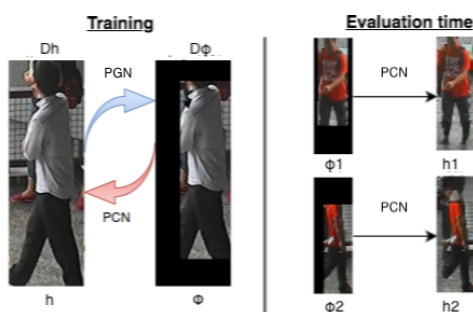 Training
Dh
DΦ
PGN
PCN
h
Φ
Evaluation time
PCN
Φ1
h1
PCN
Φ2
h2